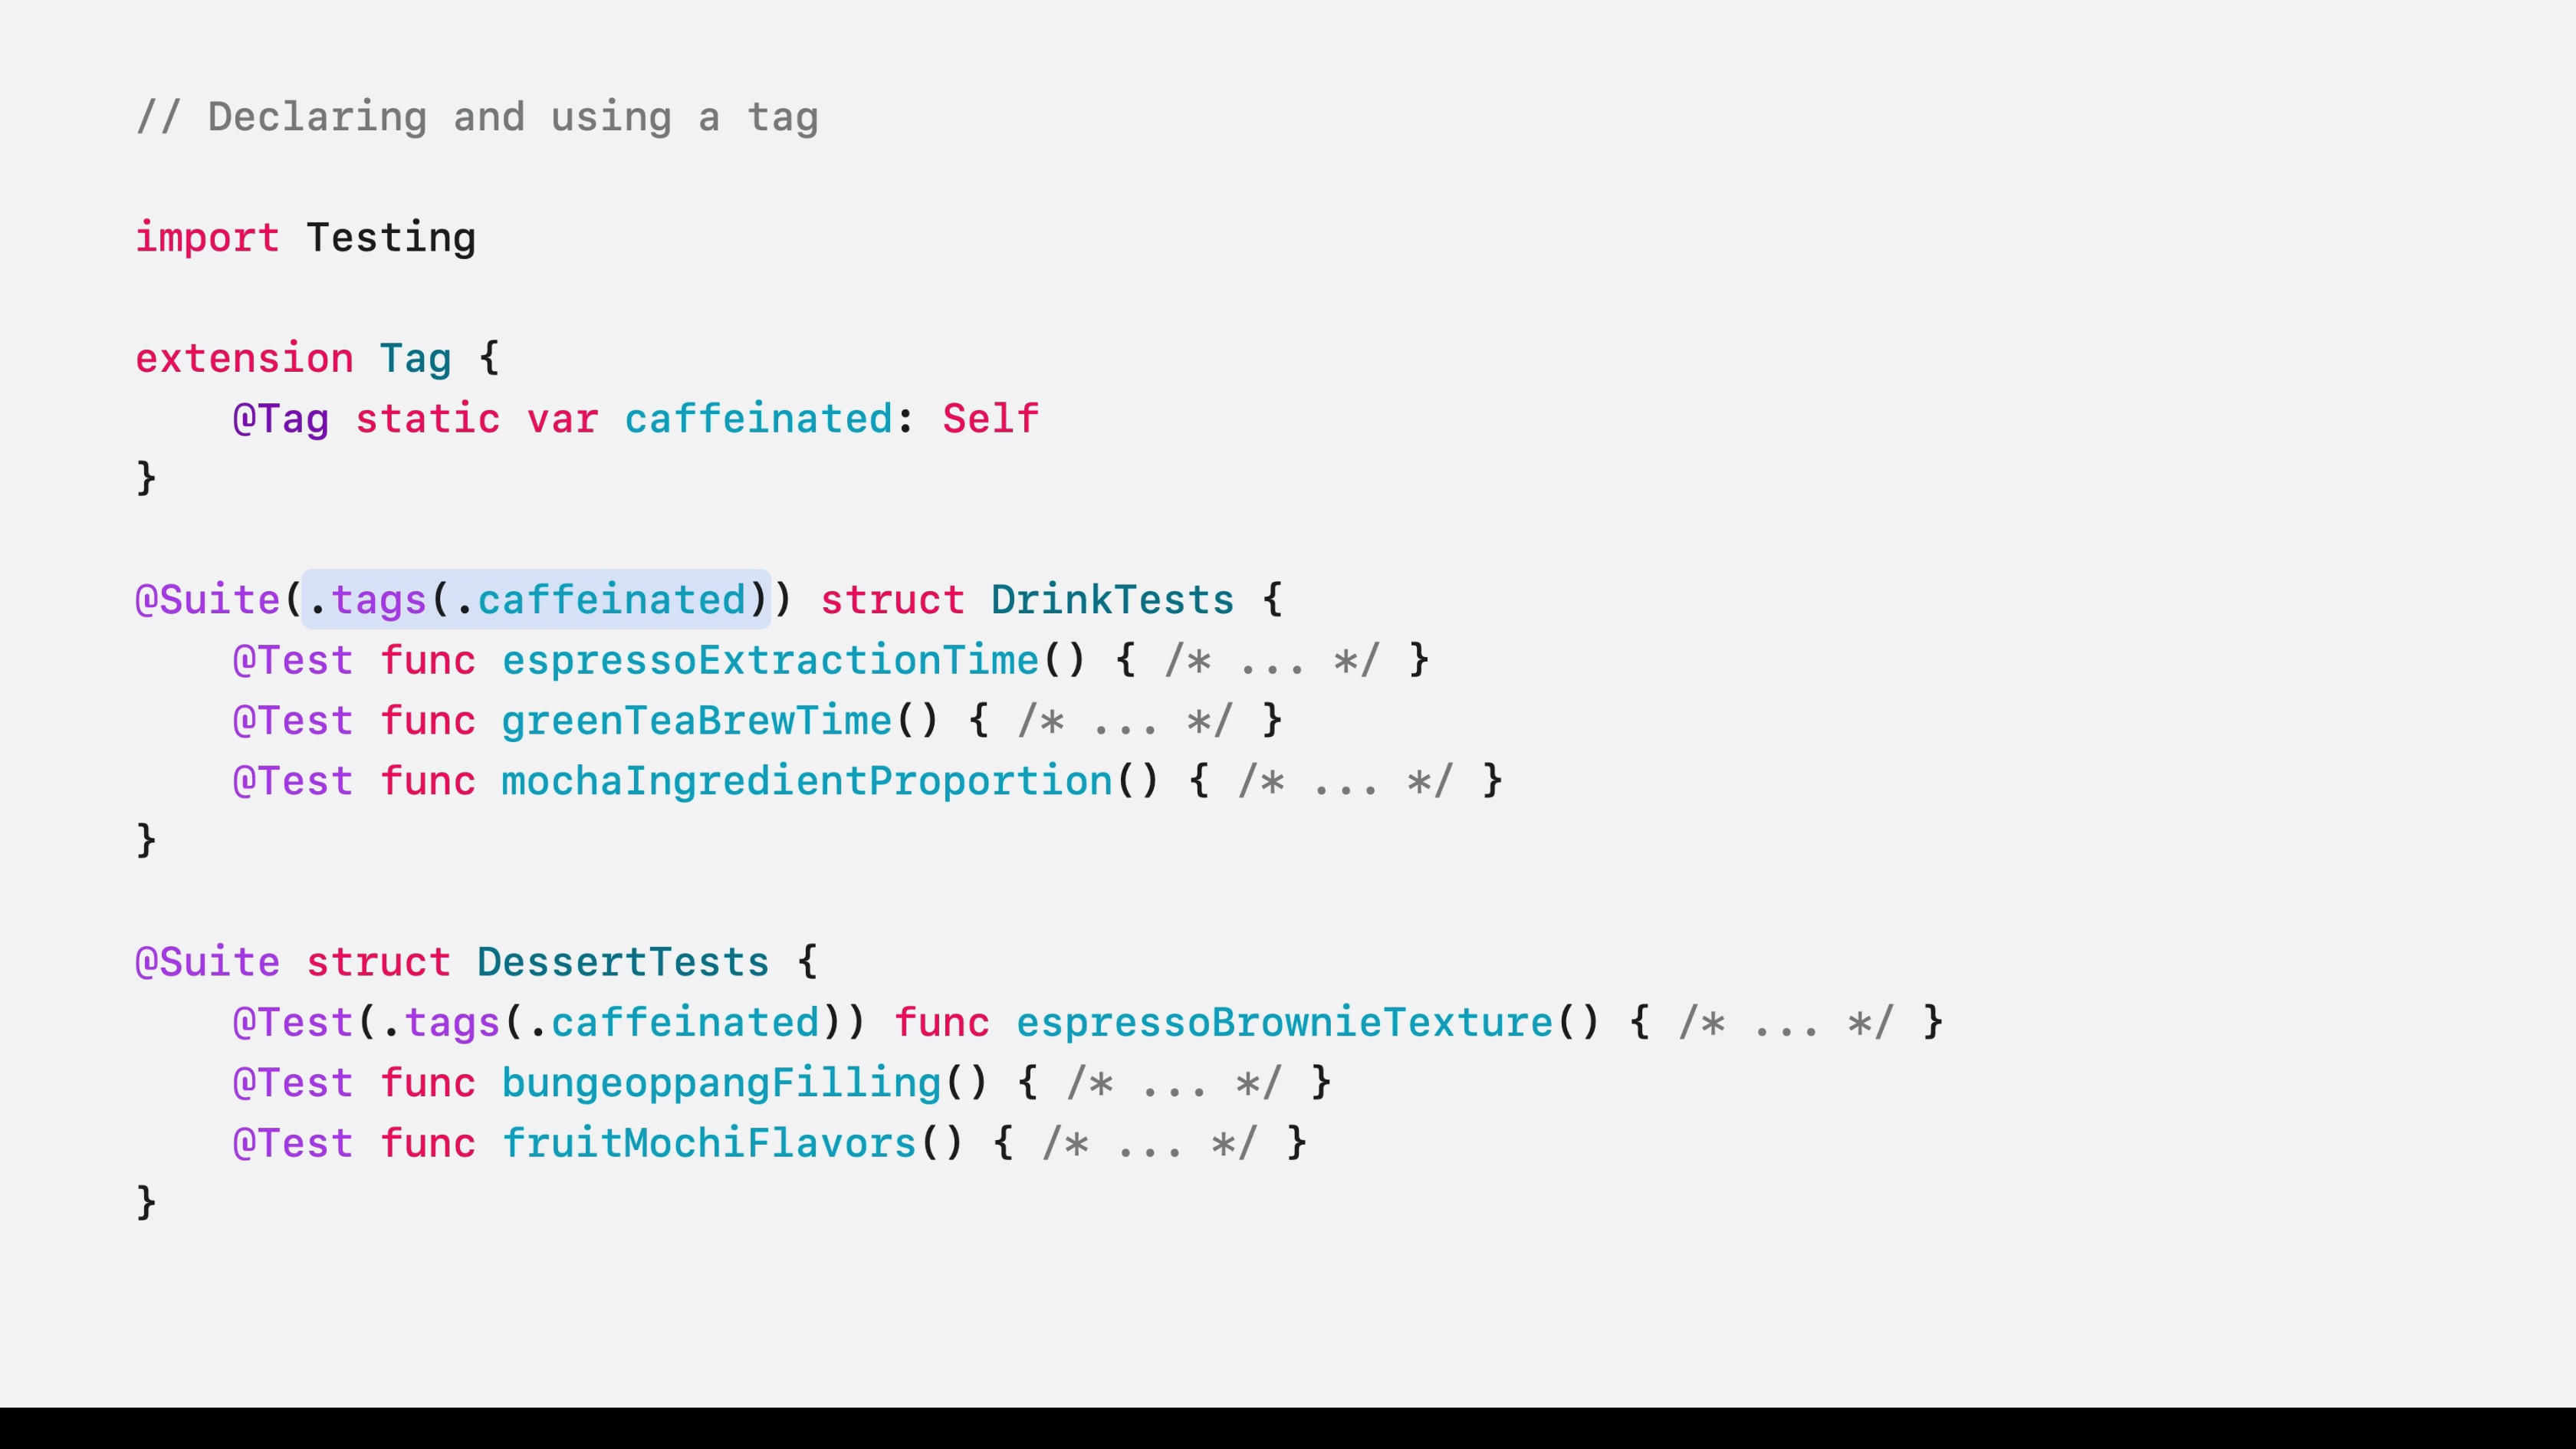 // Declaring and using a tag
import Testing
extension Tag {
    @Tag static var caffeinated: Self
}
@Suite(.tags(.caffeinated)) struct DrinkTests {
    @Test func espressoExtractionTime() { /* ... */ }
    @Test func greenTeaBrewTime() { /* ... */ }
    @Test func mochaIngredientProportion() { /* ... */ }
}
@Suite struct DessertTests {
    @Test(.tags(.caffeinated)) func espressoBrownieTexture() { /* ... */ }
    @Test func bungeoppangFilling() { /* ... */ }
    @Test func fruitMochiFlavors() { /* ... */ }
}